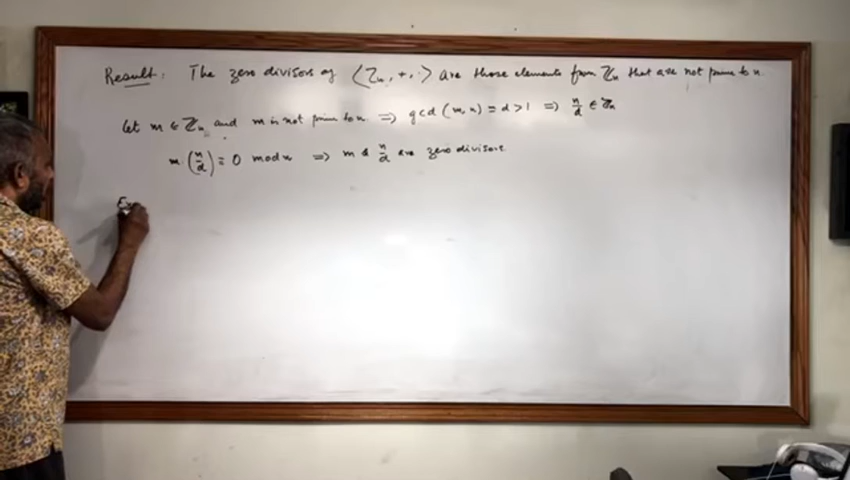 Result: The zero divisors of ⟨Zn, +, ·⟩ are those elements from Zn that are not prime to n.
Let m ∈ Zn and m is not prime to n ⇒ gcd (m, n) = d > 1 ⇒ n/d ∈ Zn
m · (n/d) = 0 mod n ⇒ m & n/d are zero divisors
Ex